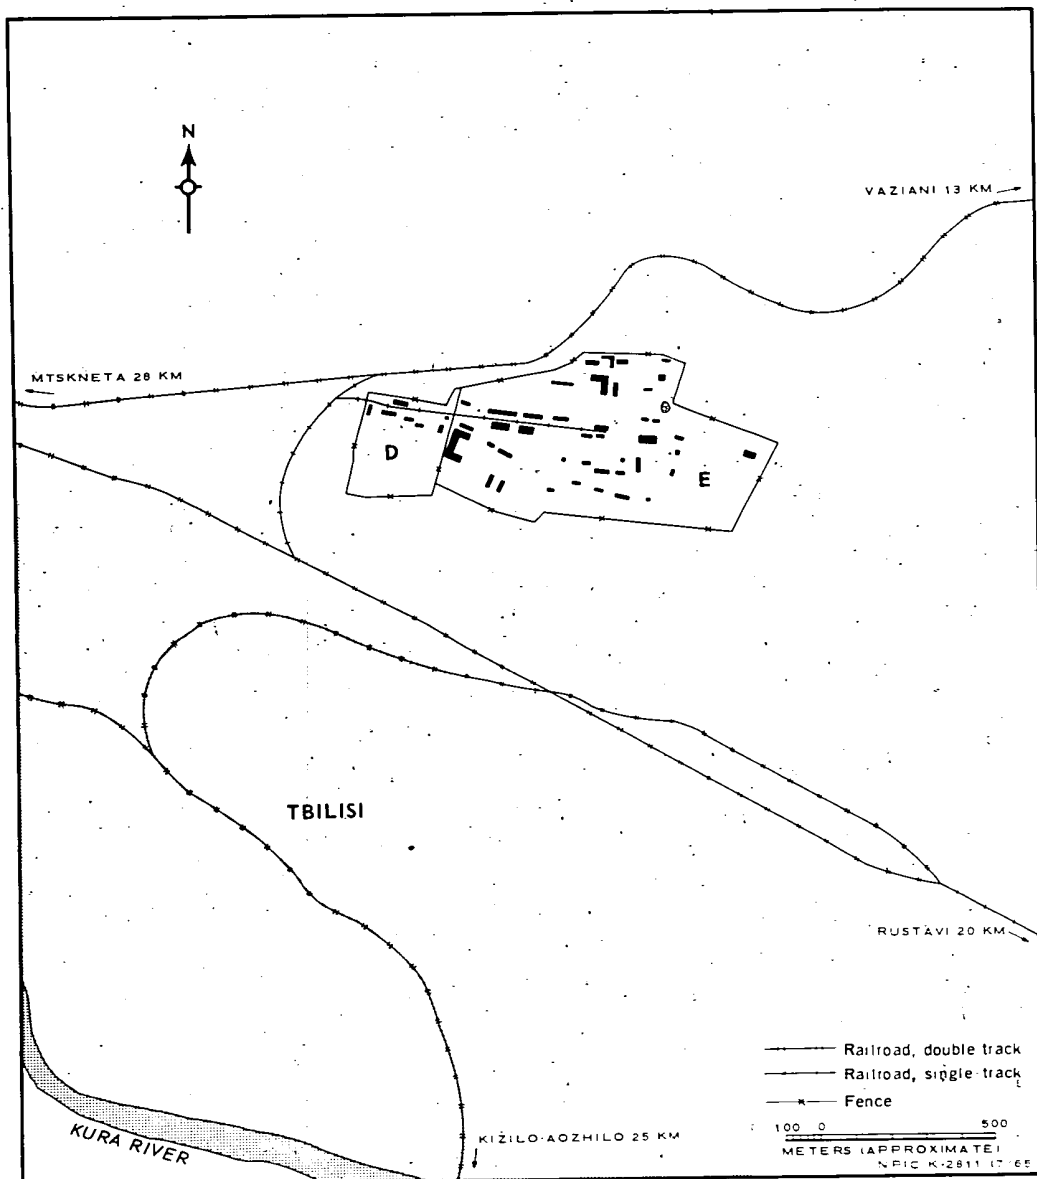 N
VAZIANI 13 KM
MTSKNETA 28 KM
D
E
TBILISI
RUSTAVI 20 KM
Railroad, double track
Railroad, single track
Fence
KURA RIVER
KIZILO-AOZHILO 25 KM
100 0 500
METERS (APPROXIMATE)
NPIC K-2811 (7/65